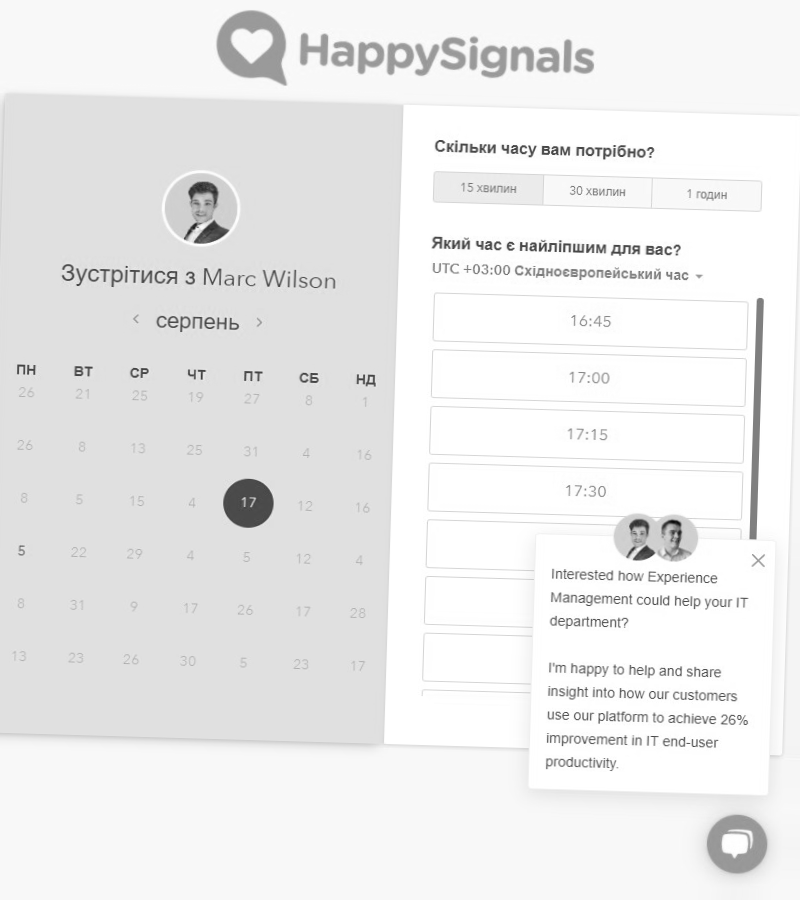 HappySignals
Зустрітися з Marc Wilson
серпень
ПН ВТ СР ЧТ ПТ СБ НД
26 21 25 19 27 8 1
26 8 13 25 31 4 16
8 5 15 4 17 12 16
5 22 29 4 5 12 4
8 31 9 17 26 17 28
13 23 26 30 5 23 17
Скільки часу вам потрібно?
15 хвилин 30 хвилин 1 годин
Який час є найліпшим для вас?
UTC +03:00 Східноєвропейський час
16:45
17:00
17:15
17:30
Interested how Experience
Management could help your IT
department?
I'm happy to help and share
insight into how our customers
use our platform to achieve 26%
improvement in IT end-user
productivity.